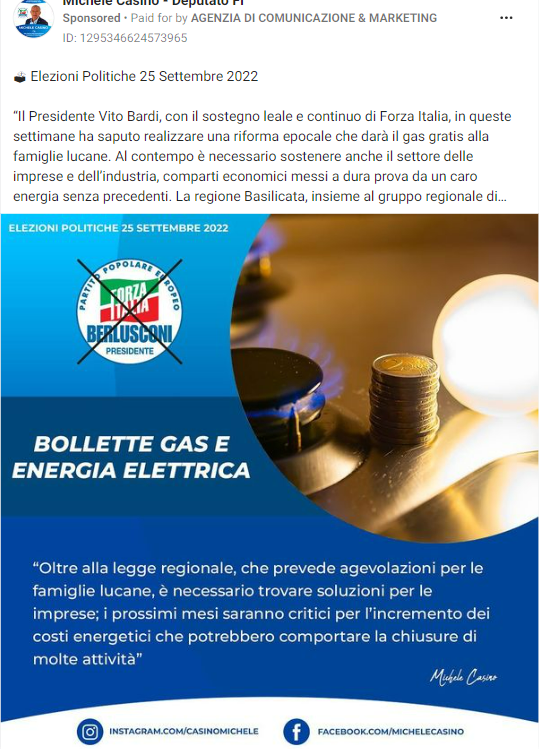 Michele Casino - Deputato FI
Sponsored • Paid for by AGENZIA DI COMUNICAZIONE & MARKETING
ID: 1295346624573965
Elezioni Politiche 25 Settembre 2022
“Il Presidente Vito Bardi, con il sostegno leale e continuo di Forza Italia, in queste
settimane ha saputo realizzare una riforma epocale che darà il gas gratis alla
famiglie lucane. Al contempo è necessario sostenere anche il settore delle
imprese e dell’industria, comparti economici messi a dura prova da un caro
energia senza precedenti. La regione Basilicata, insieme al gruppo regionale di...
ELEZIONI POLITICHE 25 SETTEMBRE 2022
PARTITO POPOLARE EUROPEO
FORZA
ITALIA
BERLUSCONI
PRESIDENTE
2
BOLLETTE GAS E
ENERGIA ELETTRICA
“Oltre alla legge regionale, che prevede agevolazioni per le
famiglie lucane, è necessario trovare soluzioni per le
imprese; i prossimi mesi saranno critici per l’incremento dei
costi energetici che potrebbero comportare la chiusure di
molte attività”
Michele Casino
INSTAGRAM.COM/CASINOMICHELE
FACEBOOK.COM/MICHELECASINO